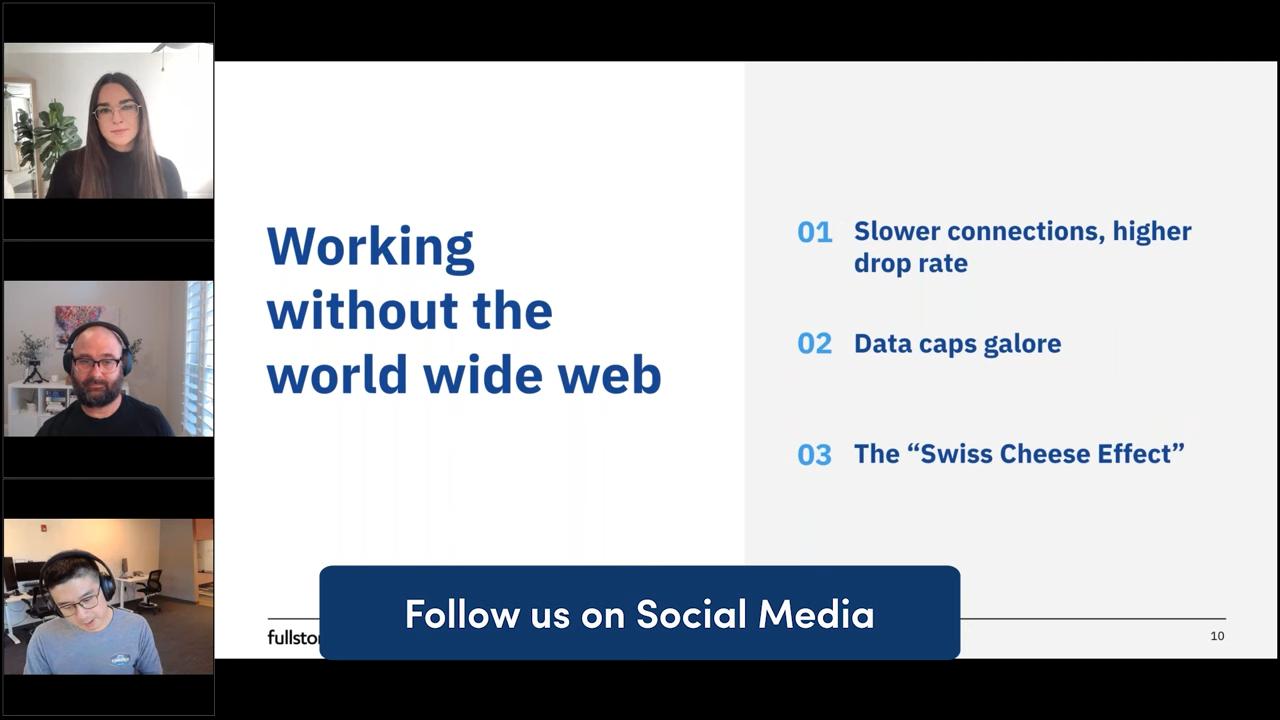 Working
without the
world wide web
01 Slower connections, higher
drop rate
02 Data caps galore
03 The “Swiss Cheese Effect”
Follow us on Social Media
fullsto
10